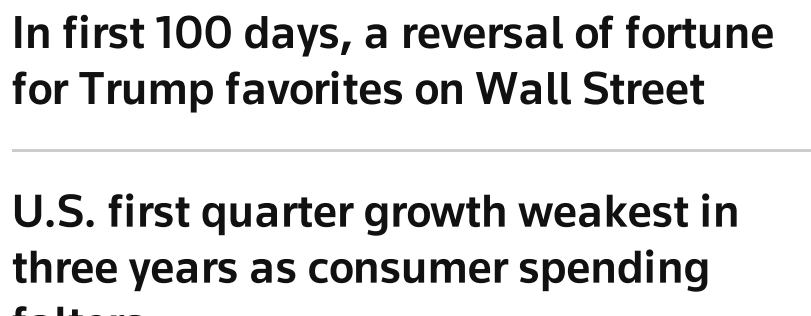 In first 100 days, a reversal of fortune
for Trump favorites on Wall Street
U.S. first quarter growth weakest in
three years as consumer spending
falters